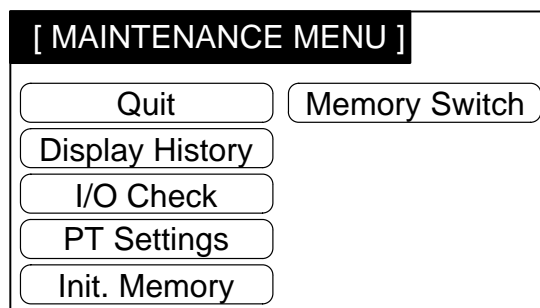 [ MAINTENANCE MENU ]
Quit Memory Switch
Display History
I/O Check
PT Settings
Init. Memory